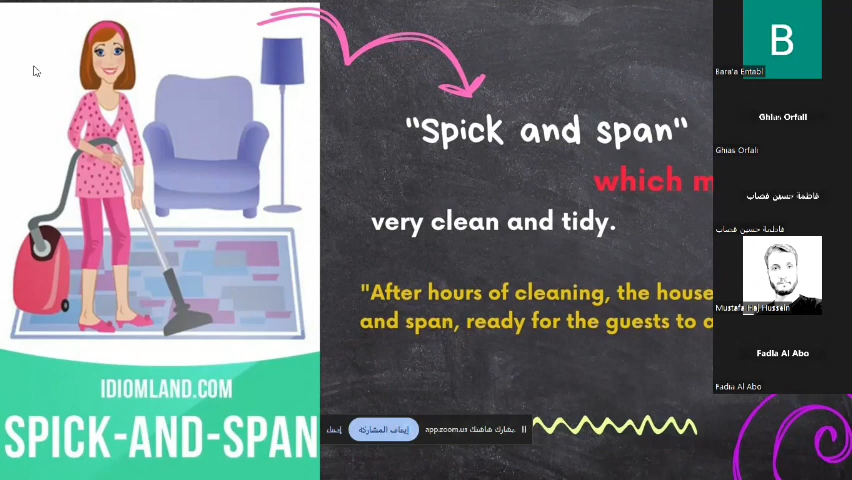 "Spick and span"
which m
very clean and tidy.
"After hours of cleaning, the house
and span, ready for the guests to a
IDIOMLAND.COM
SPICK-AND-SPAN
B
Bara'a Entabl
Ghias Orfali
Ghias Orfali
فاطمة حسين قصاب
فاطمة حسين قصاب
Mustafa Haj Hussein
Fadia Al Abo
Fadia Al Abo
app.zoom.us يشارك شاشتك.
إيقاف المشاركة